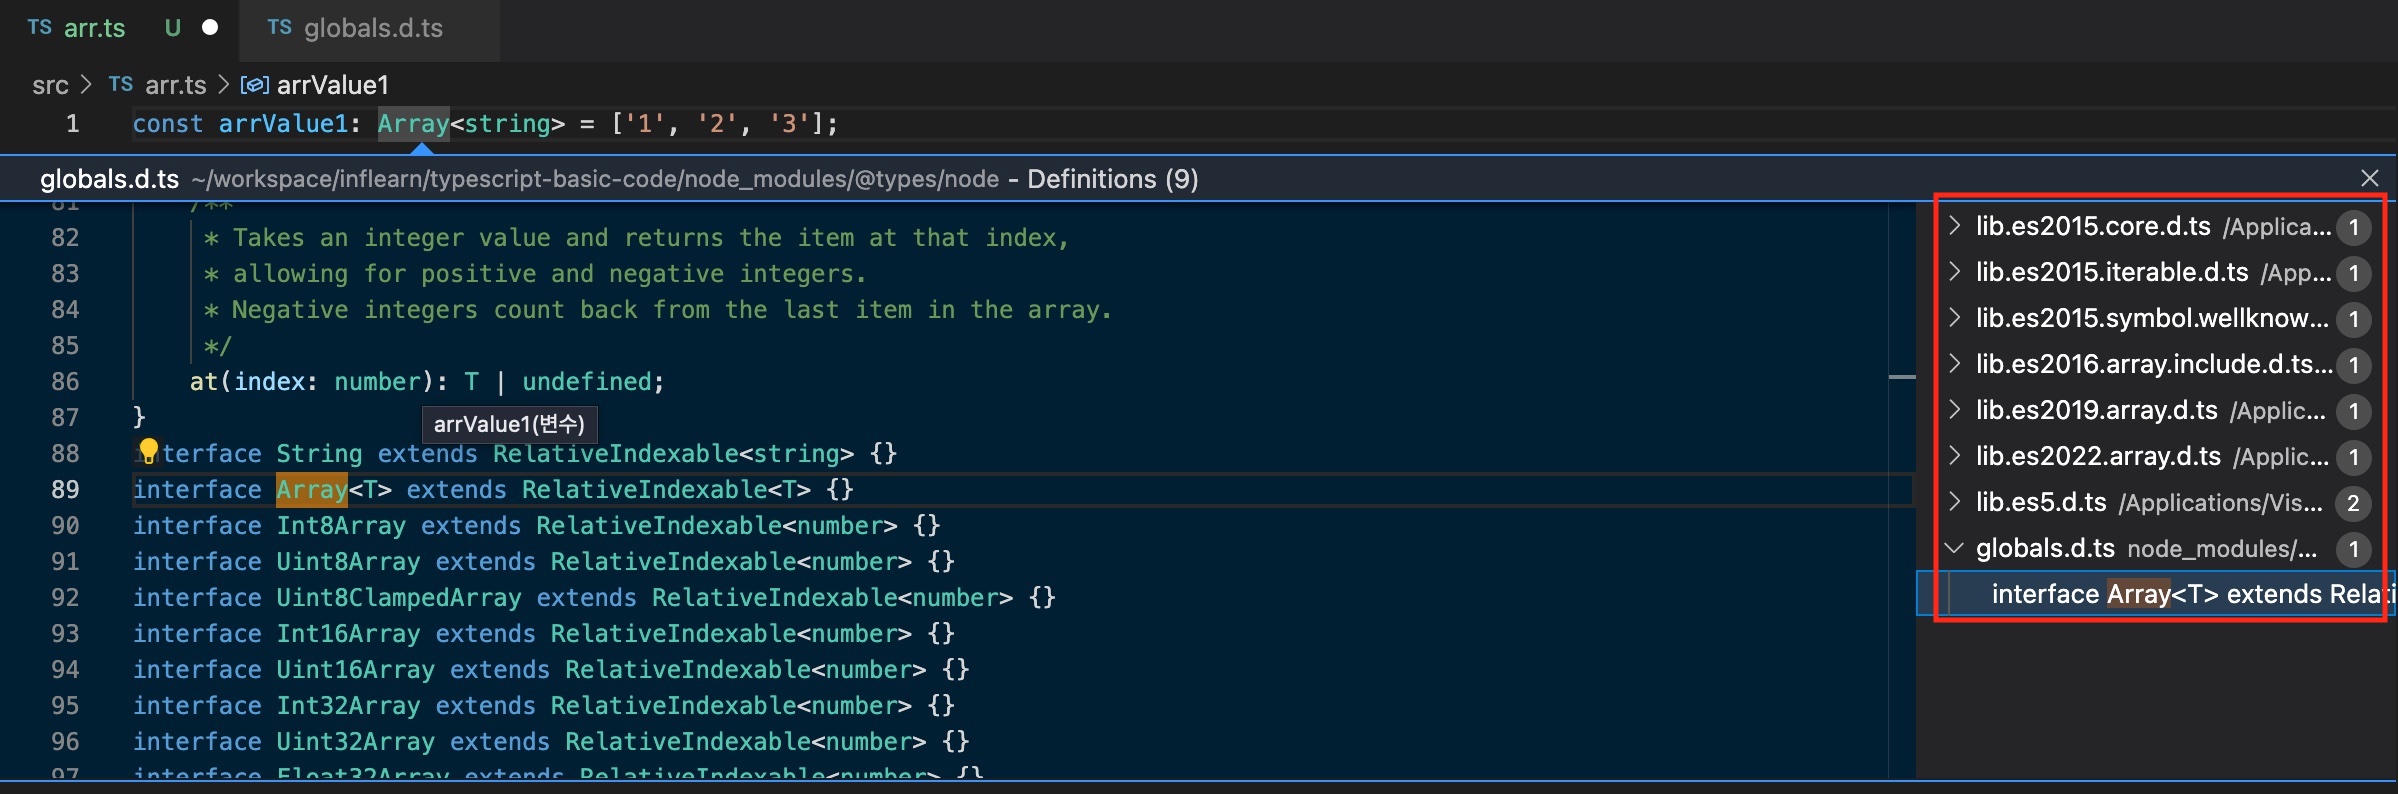 TS arr.ts U
TS globals.d.ts
src > TS arr.ts > arrValue1
1 const arrValue1: Array<string> = ['1', '2', '3'];
globals.d.ts ~/workspace/inflearn/typescript-basic-code/node_modules/@types/node - Definitions (9)
81 /**
82 * Takes an integer value and returns the item at that index,
83 * allowing for positive and negative integers.
84 * Negative integers count back from the last item in the array.
85 */
86 at(index: number): T | undefined;
87 }
arrValue1(변수)
88 terface String extends RelativeIndexable<string> {}
89 interface Array<T> extends RelativeIndexable<T> {}
90 interface Int8Array extends RelativeIndexable<number> {}
91 interface Uint8Array extends RelativeIndexable<number> {}
92 interface Uint8ClampedArray extends RelativeIndexable<number> {}
93 interface Int16Array extends RelativeIndexable<number> {}
94 interface Uint16Array extends RelativeIndexable<number> {}
95 interface Int32Array extends RelativeIndexable<number> {}
96 interface Uint32Array extends RelativeIndexable<number> {}
97 interface Float32Array extends RelativeIndexable<number> {}
lib.es2015.core.d.ts /Applica... 1
lib.es2015.iterable.d.ts /App... 1
lib.es2015.symbol.wellknow... 1
lib.es2016.array.include.d.ts... 1
lib.es2019.array.d.ts /Applic... 1
lib.es2022.array.d.ts /Applic... 1
lib.es5.d.ts /Applications/Vis... 2
globals.d.ts node_modules/... 1
interface Array<T> extends Relati